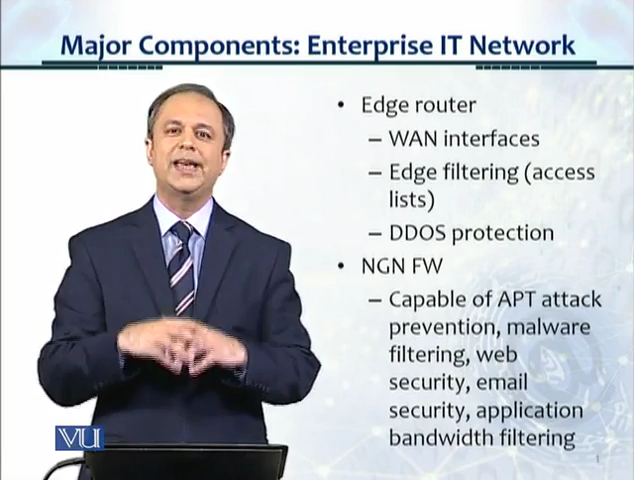 Major Components: Enterprise IT Network
• Edge router
– WAN interfaces
– Edge filtering (access
lists)
– DDOS protection
• NGN FW
– Capable of APT attack
prevention, malware
filtering, web
security, email
security, application
bandwidth filtering
VU
1